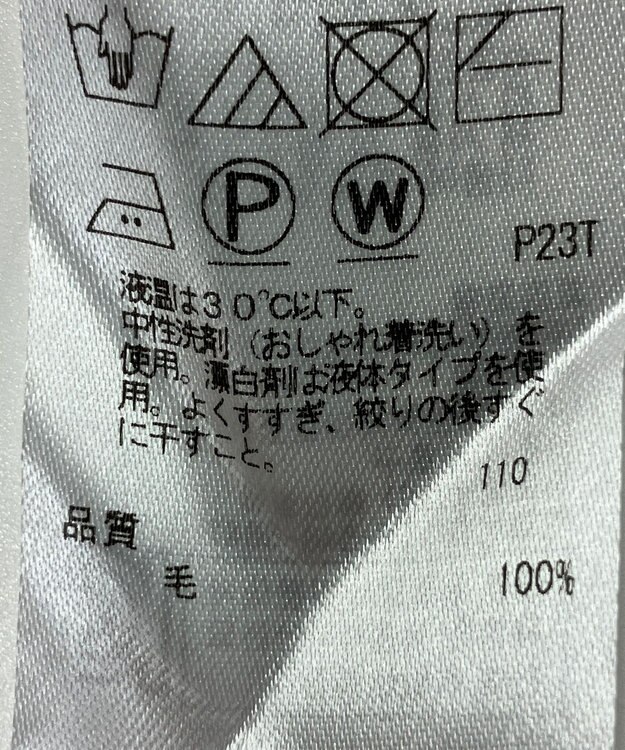 P
W
P23T
液温は30℃以下。
中性洗剤（おしゃれ着洗い）を
使用。漂白剤は液体タイプを使
用。よくすすぎ、絞りの後すぐ
に干すこと。
110
品質
毛 100%